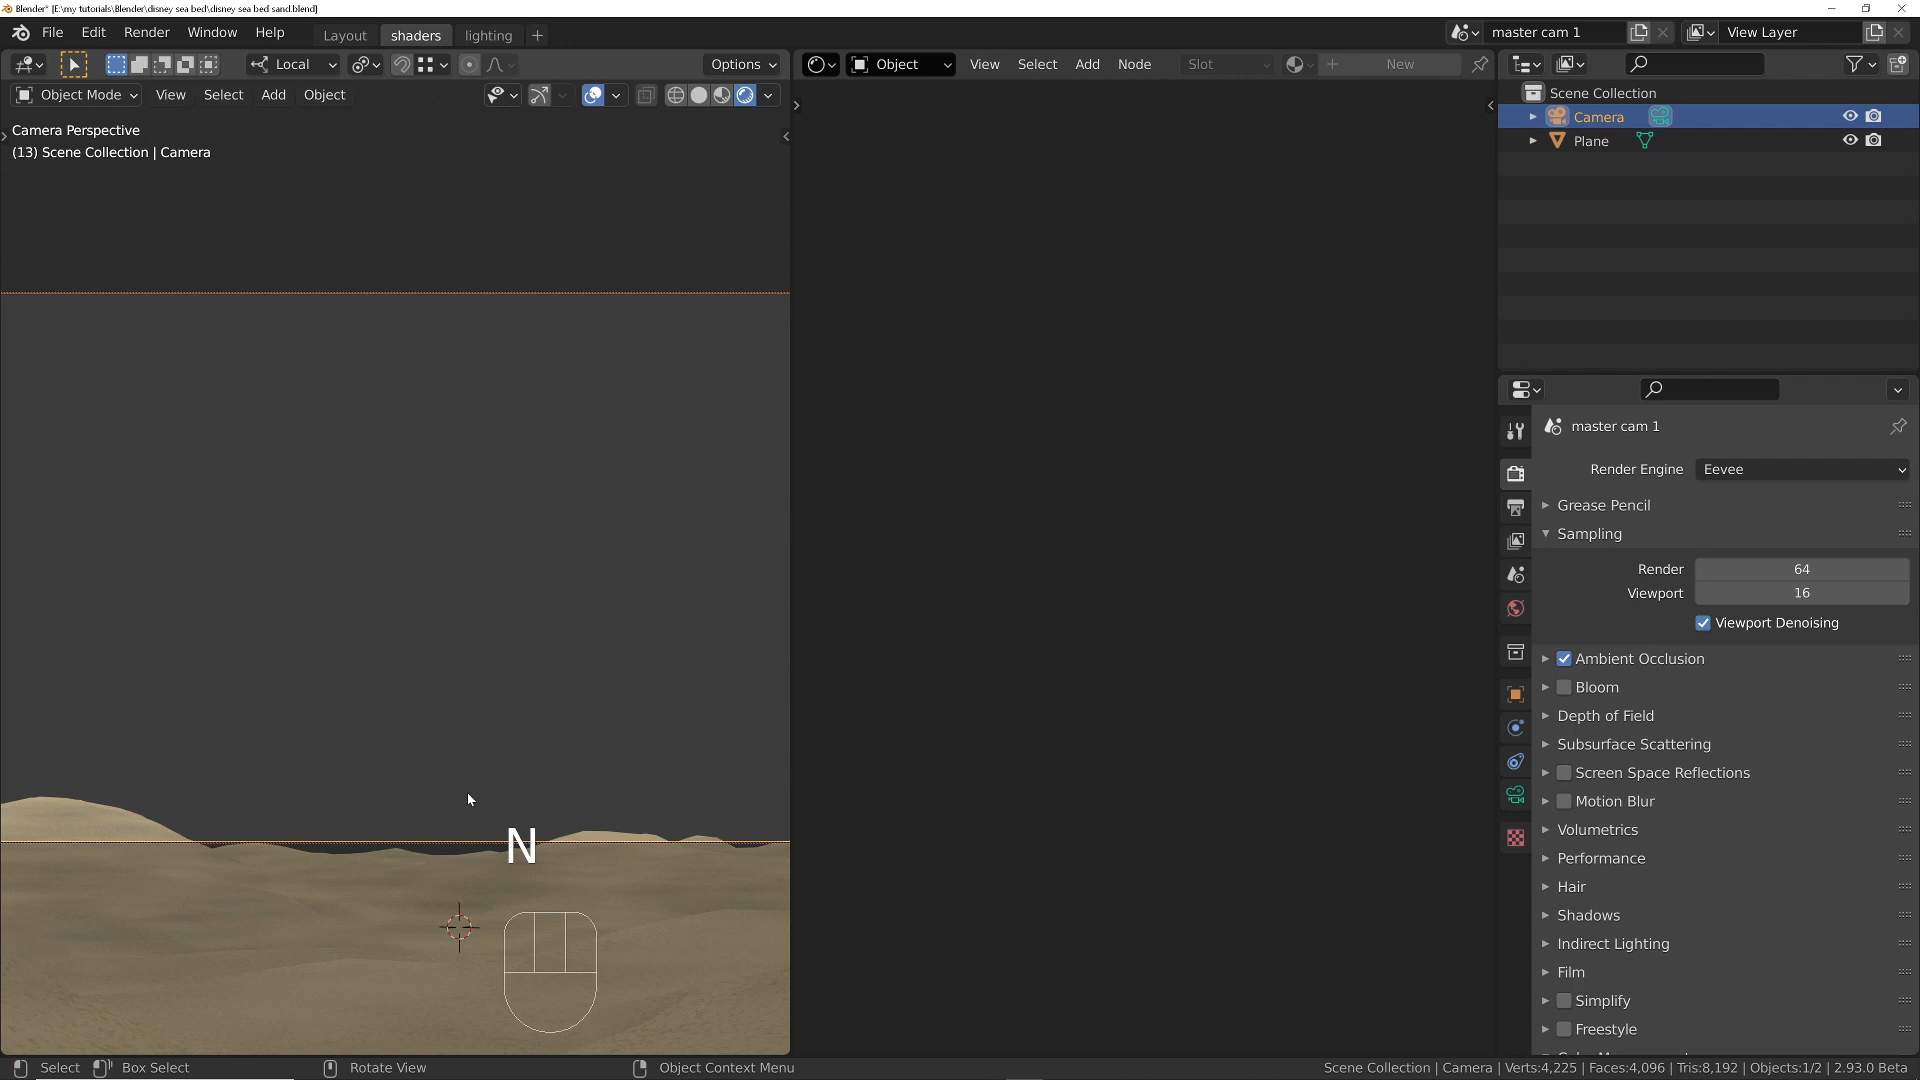 Blender* [E:\my tutorials\Blender\disney sea bed\disney sea bed sand.blend]
File Edit Render Window Help Layout shaders lighting master cam 1 View Layer
Local Options Object View Select Add Node Slot New
Object Mode View Select Add Object
Scene Collection
Camera
Plane
Camera Perspective
(13) Scene Collection | Camera
master cam 1
Render Engine Eevee
Grease Pencil
Sampling
Render 64
Viewport 16
Viewport Denoising
Ambient Occlusion
Bloom
Depth of Field
Subsurface Scattering
Screen Space Reflections
Motion Blur
Volumetrics
Performance
Hair
Shadows
Indirect Lighting
Film
Simplify
Freestyle
N
Select Box Select Rotate View Object Context Menu Scene Collection | Camera | Verts:4,225 | Faces:4,096 | Tris:8,192 | Objects:1/2 | 2.93.0 Beta